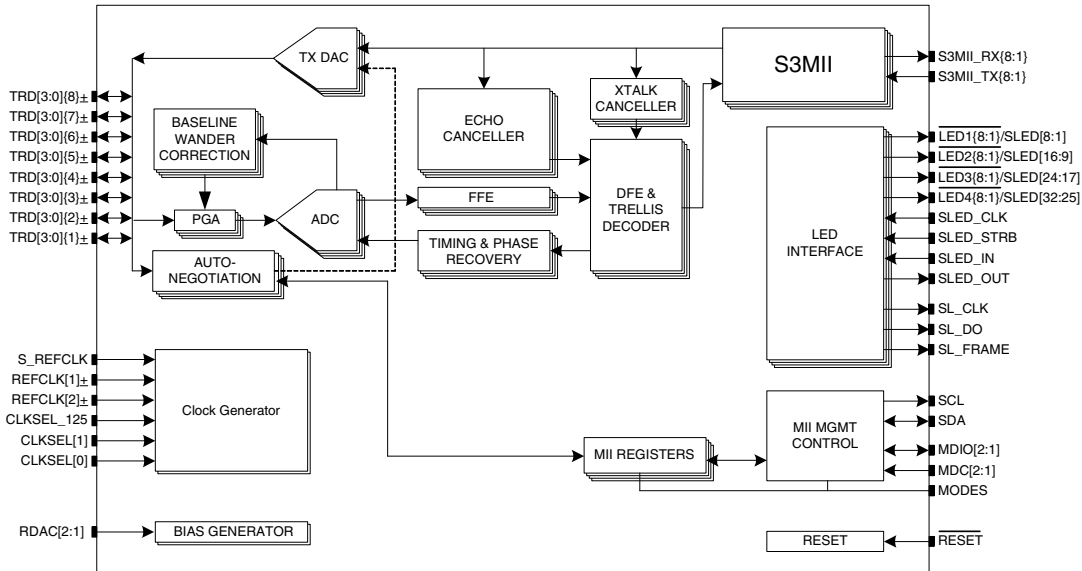 TX DAC
S3MII
S3MII_RX{8:1}
S3MII_TX{8:1}
TRD[3:0]{8}±
TRD[3:0]{7}±
TRD[3:0]{6}±
TRD[3:0]{5}±
TRD[3:0]{4}±
TRD[3:0]{3}±
TRD[3:0]{2}±
TRD[3:0]{1}±
BASELINE
WANDER
CORRECTION
ECHO
CANCELLER
XTALK
CANCELLER
PGA
ADC
FFE
DFE &
TRELLIS
DECODER
TIMING & PHASE
RECOVERY
AUTO-
NEGOTIATION
LED
INTERFACE
LED1{8:1}/SLED[8:1]
LED2{8:1}/SLED[16:9]
LED3{8:1}/SLED[24:17]
LED4{8:1}/SLED[32:25]
SLED_CLK
SLED_STRB
SLED_IN
SLED_OUT
SL_CLK
SL_DO
SL_FRAME
S_REFCLK
REFCLK[1]±
REFCLK[2]±
CLKSEL_125
CLKSEL[1]
CLKSEL[0]
Clock Generator
MII REGISTERS
MII MGMT
CONTROL
SCL
SDA
MDIO[2:1]
MDC[2:1]
MODES
RDAC[2:1]
BIAS GENERATOR
RESET
RESET